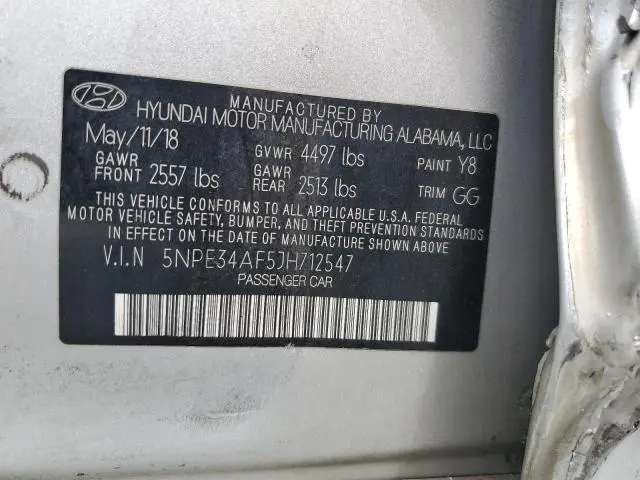 MANUFACTURED BY
HYUNDAI MOTOR MANUFACTURING ALABAMA, LLC
May/11/18 GVWR 4497 lbs PAINT Y8
GAWR FRONT 2557 lbs GAWR REAR 2513 lbs TRIM GG
THIS VEHICLE CONFORMS TO ALL APPLICABLE U.S.A. FEDERAL
MOTOR VEHICLE SAFETY, BUMPER, AND THEFT PREVENTION STANDARDS
IN EFFECT ON THE DATE OF MANUFACTURE SHOWN ABOVE.
V.I.N 5NPE34AF5JH712547
PASSENGER CAR